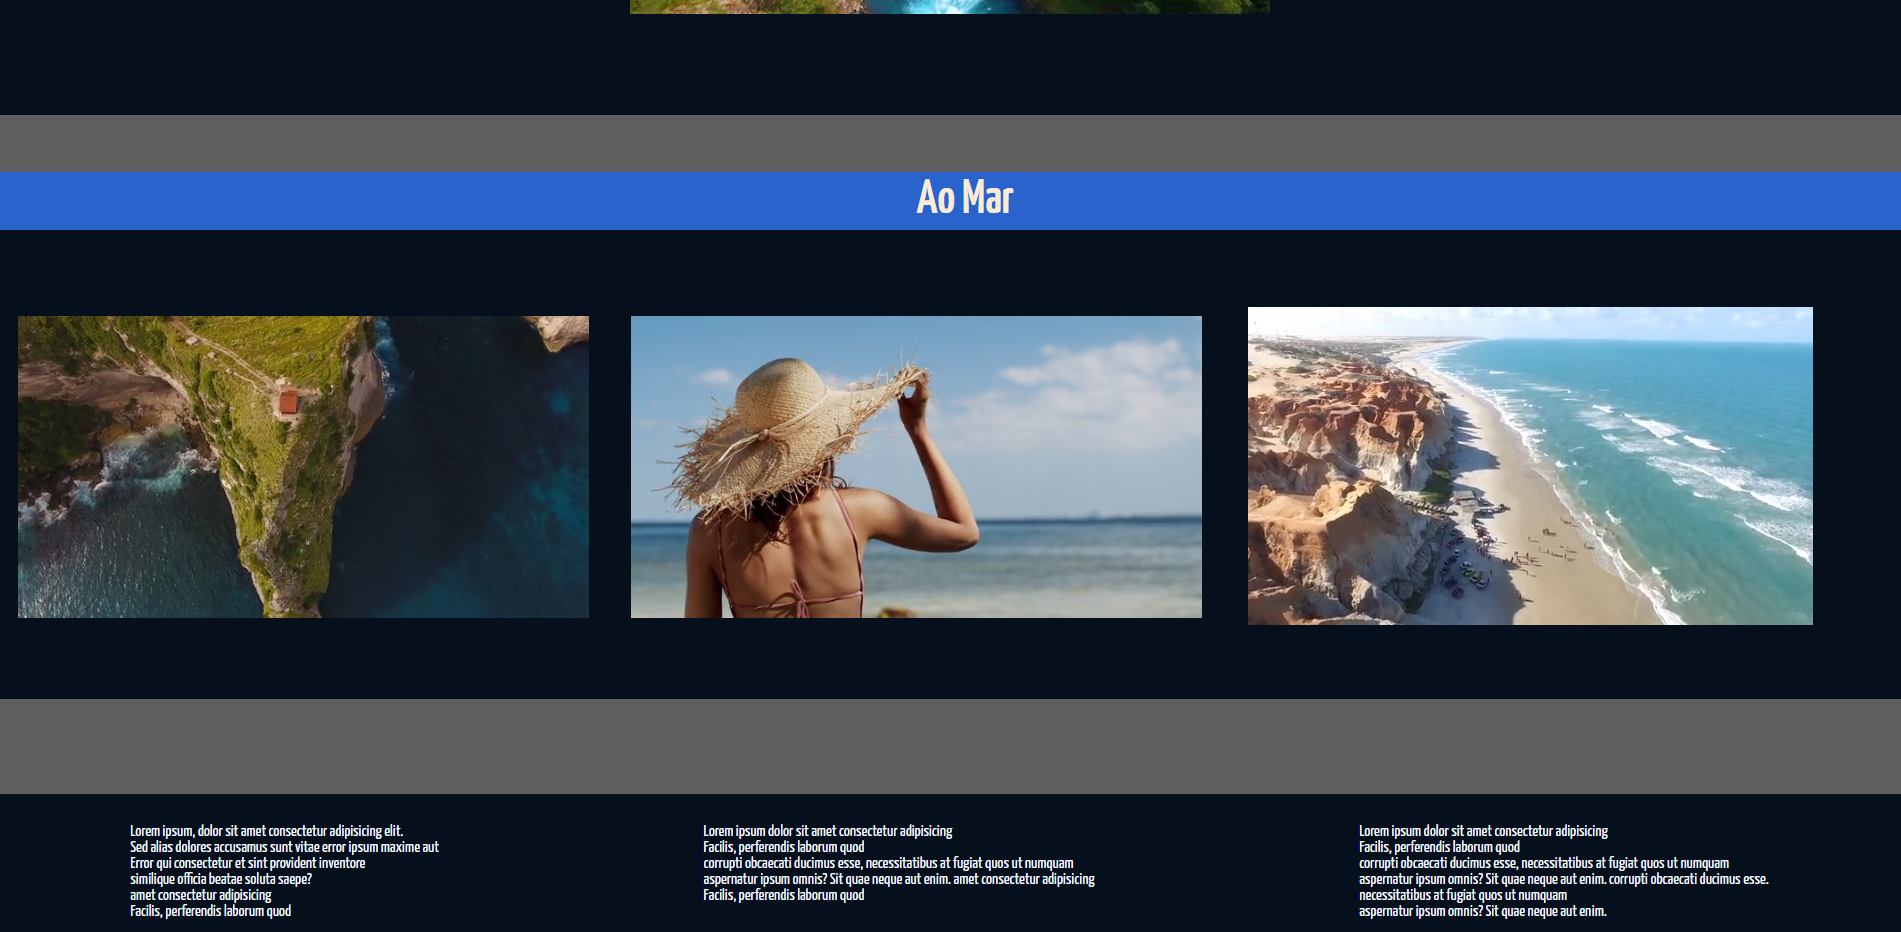 Ao Mar
Lorem ipsum, dolor sit amet consectetur adipisicing elit.
Sed alias dolores accusamus sunt vitae error ipsum maxime aut
Error qui consectetur et sint provident inventore
similique officia beatae soluta saepe?
amet consectetur adipisicing
Facilis, perferendis laborum quod
Lorem ipsum dolor sit amet consectetur adipisicing
Facilis, perferendis laborum quod
corrupti obcaecati ducimus esse, necessitatibus at fugiat quos ut numquam
aspernatur ipsum omnis? Sit quae neque aut enim. amet consectetur adipisicing
Facilis, perferendis laborum quod
Lorem ipsum dolor sit amet consectetur adipisicing
Facilis, perferendis laborum quod
corrupti obcaecati ducimus esse, necessitatibus at fugiat quos ut numquam
aspernatur ipsum omnis? Sit quae neque aut enim. corrupti obcaecati ducimus esse.
necessitatibus at fugiat quos ut numquam
aspernatur ipsum omnis? Sit quae neque aut enim.